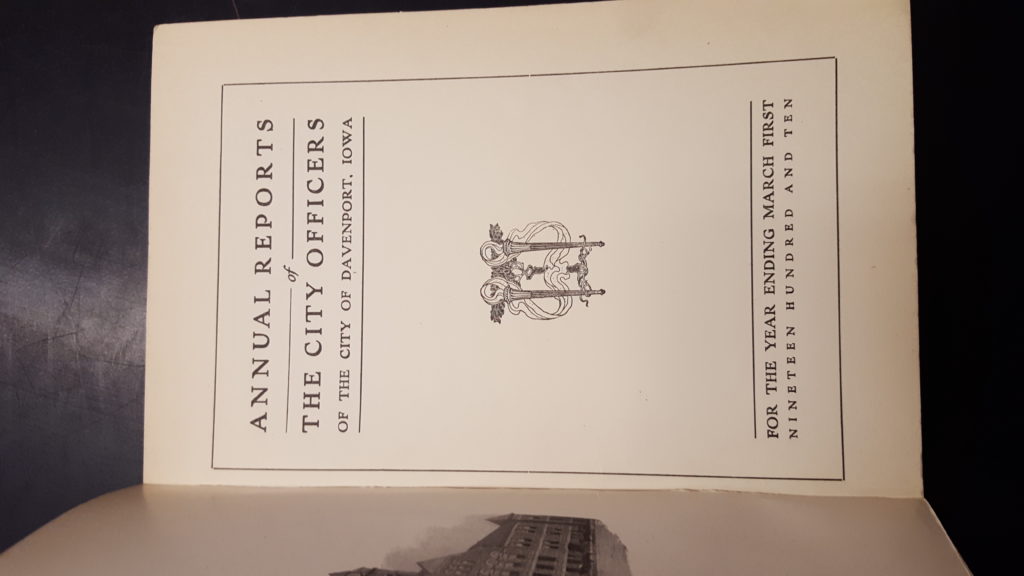 ANNUAL REPORTS
of
THE CITY OFFICERS
OF THE CITY OF DAVENPORT, IOWA
FOR THE YEAR ENDING MARCH FIRST
NINETEEN HUNDRED AND TEN